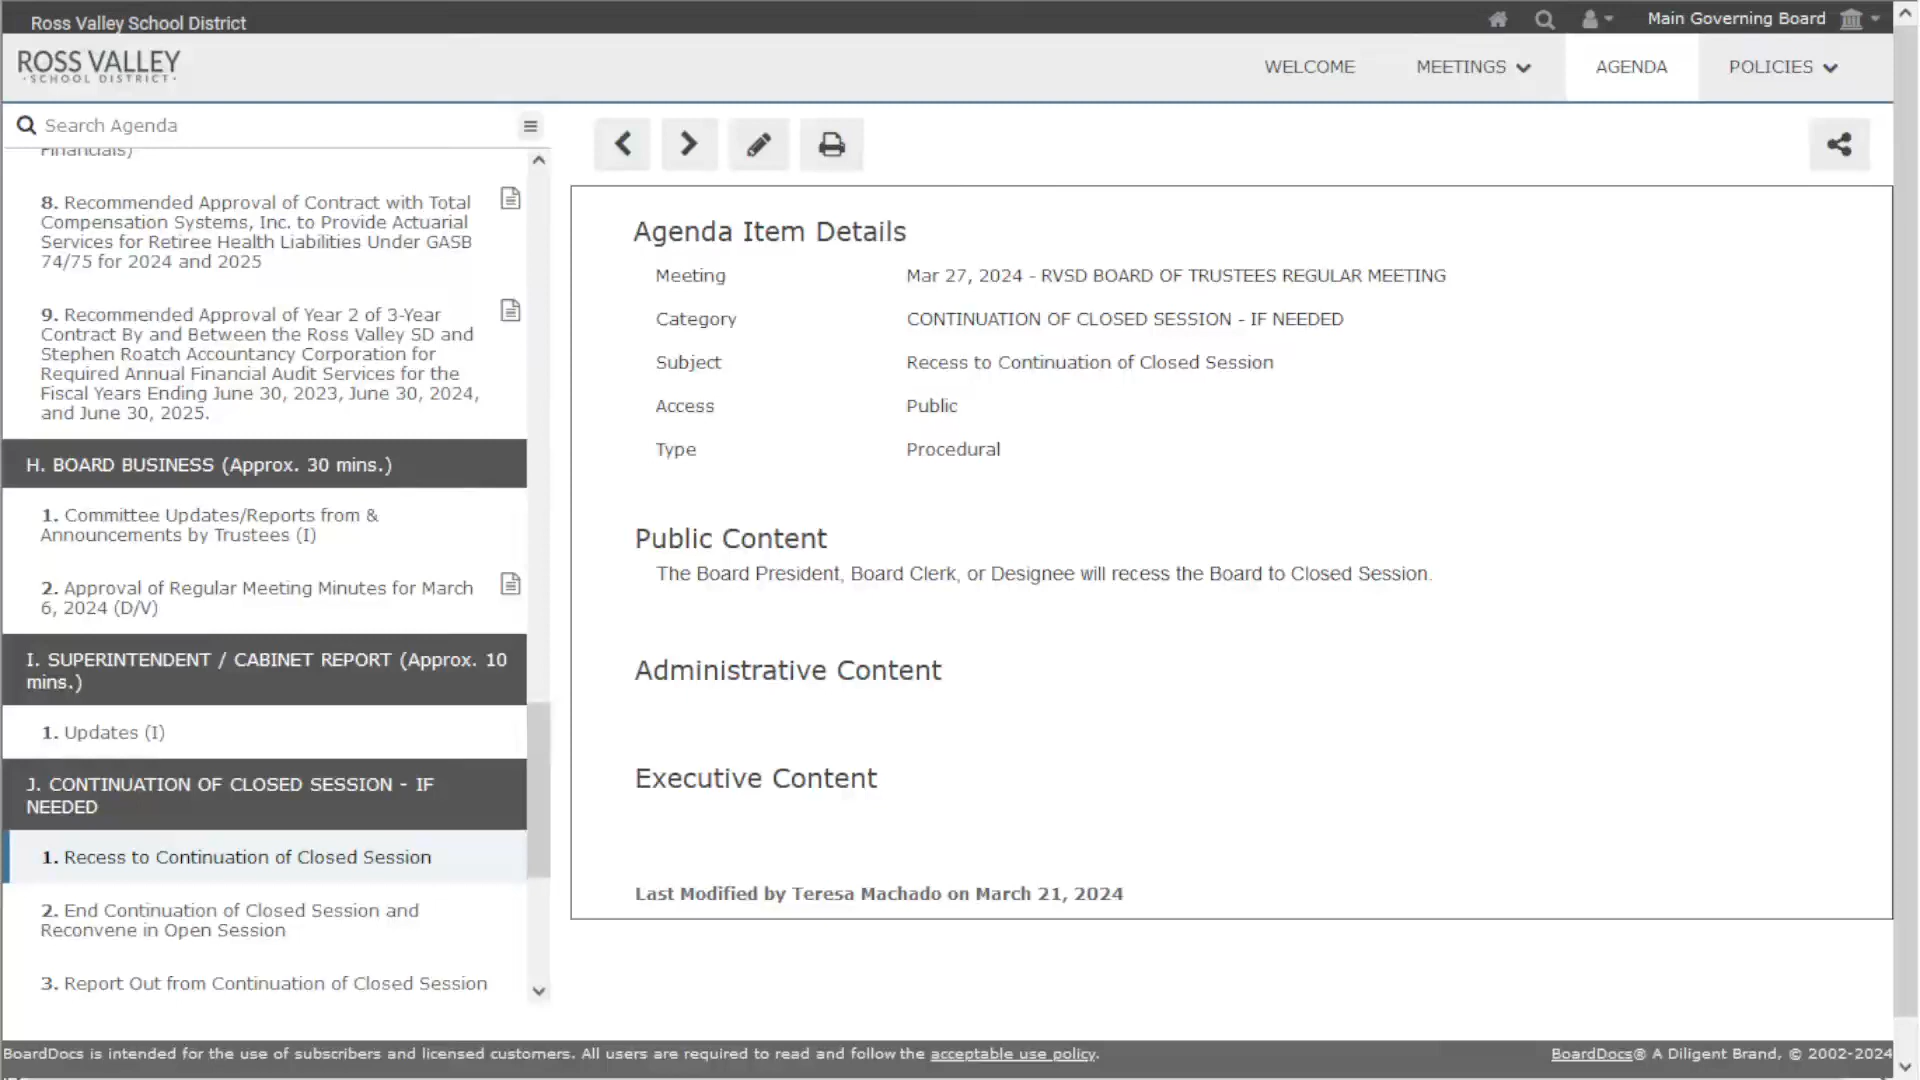 Ross Valley School District
Main Governing Board
ROSS VALLEY
·SCHOOL DISTRICT·
WELCOME
MEETINGS
AGENDA
POLICIES
Search Agenda
Financials)
8. Recommended Approval of Contract with Total
Compensation Systems, Inc. to Provide Actuarial
Services for Retiree Health Liabilities Under GASB
74/75 for 2024 and 2025
9. Recommended Approval of Year 2 of 3-Year
Contract By and Between the Ross Valley SD and
Stephen Roatch Accountancy Corporation for
Required Annual Financial Audit Services for the
Fiscal Years Ending June 30, 2023, June 30, 2024,
and June 30, 2025.
H. BOARD BUSINESS (Approx. 30 mins.)
1. Committee Updates/Reports from &
Announcements by Trustees (I)
2. Approval of Regular Meeting Minutes for March
6, 2024 (D/V)
I. SUPERINTENDENT / CABINET REPORT (Approx. 10
mins.)
1. Updates (I)
J. CONTINUATION OF CLOSED SESSION - IF
NEEDED
1. Recess to Continuation of Closed Session
2. End Continuation of Closed Session and
Reconvene in Open Session
3. Report Out from Continuation of Closed Session
Agenda Item Details
Meeting Mar 27, 2024 - RVSD BOARD OF TRUSTEES REGULAR MEETING
Category CONTINUATION OF CLOSED SESSION - IF NEEDED
Subject Recess to Continuation of Closed Session
Access Public
Type Procedural
Public Content
The Board President, Board Clerk, or Designee will recess the Board to Closed Session.
Administrative Content
Executive Content
Last Modified by Teresa Machado on March 21, 2024
BoardDocs is intended for the use of subscribers and licensed customers. All users are required to read and follow the acceptable use policy.
BoardDocs® A Diligent Brand, © 2002-2024